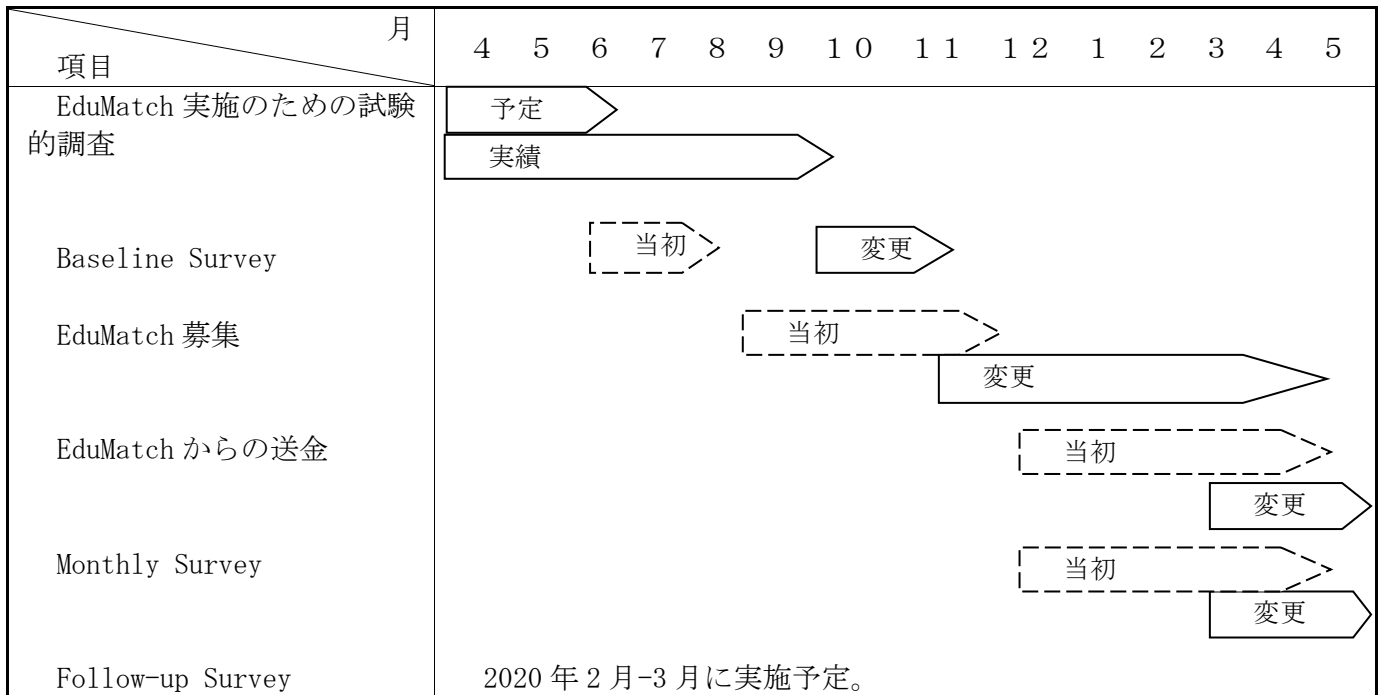 月
項目
４ ５ ６ ７ ８ ９ １０ １１ １２ １ ２ ３ ４ ５
EduMatch 実施のための試験
的調査
予定
実績
Baseline Survey
当初
変更
EduMatch 募集
当初
変更
EduMatch からの送金
当初
変更
Monthly Survey
当初
変更
Follow-up Survey
2020 年 2 月-3 月に実施予定。